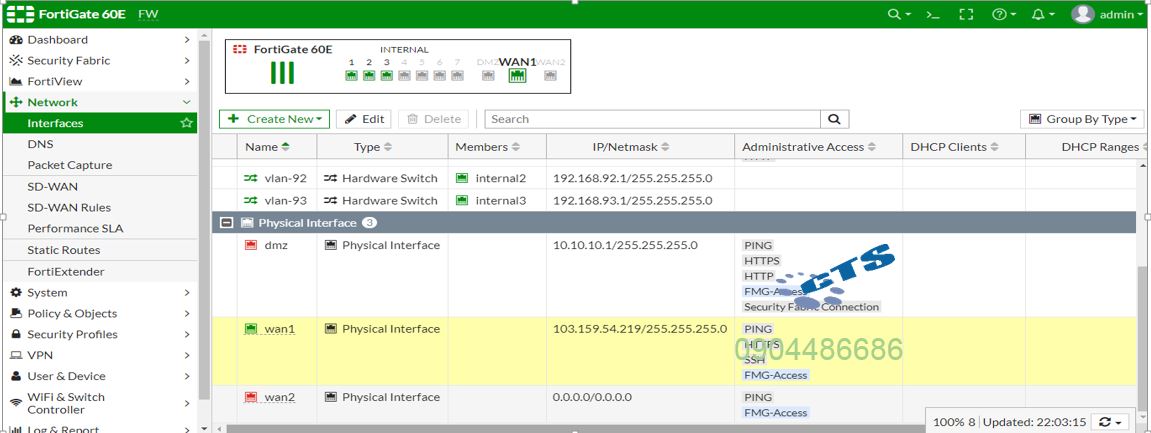 FortiGate 60E FW admin
Dashboard
Security Fabric
FortiView
Network
Interfaces
DNS
Packet Capture
SD-WAN
SD-WAN Rules
Performance SLA
Static Routes
FortiExtender
System
Policy & Objects
Security Profiles
VPN
User & Device
WiFi & Switch
Controller
Log & Report
FortiGate 60E INTERNAL
1 2 3 4 5 6 7 DMZ WAN1 WAN2
Create New Edit Delete Search Group By Type
Name Type Members IP/Netmask Administrative Access DHCP Clients DHCP Ranges
vlan-92 Hardware Switch internal2 192.168.92.1/255.255.255.0
vlan-93 Hardware Switch internal3 192.168.93.1/255.255.255.0
Physical Interface 3
dmz Physical Interface 10.10.10.1/255.255.255.0 PING
HTTPS
HTTP
FMG-Access
Security Fabric Connection
GTS
wan1 Physical Interface 103.159.54.219/255.255.255.0 PING
HTTPS
SSH
FMG-Access
0904486686
wan2 Physical Interface 0.0.0.0/0.0.0.0 PING
FMG-Access
100% 8 Updated: 22:03:15